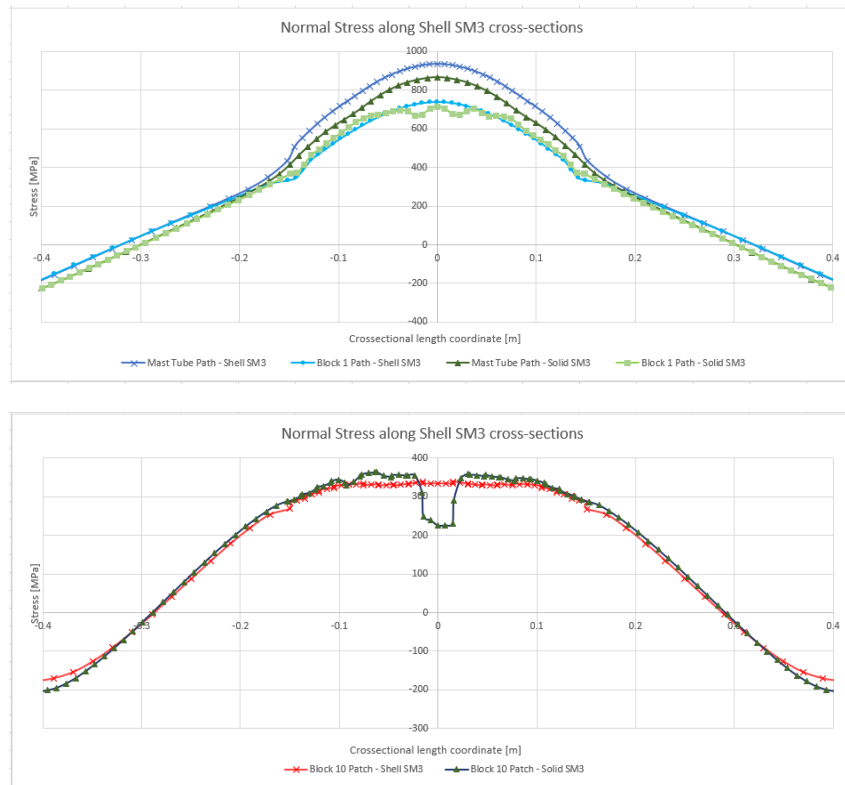 Normal Stress along Shell SM3 cross-sections
1000
800
600
400
200
0
-200
-400
-0.4
-0.3
-0.2
-0.1
0
0.1
0.2
0.3
0.4
Stress [MPa]
Crossectional length coordinate [m]
Mast Tube Path - Shell SM3
Block 1 Path - Shell SM3
Mast Tube Path - Solid SM3
Block 1 Path - Solid SM3
Normal Stress along Shell SM3 cross-sections
400
300
200
100
0
-100
-200
-300
-0.4
-0.3
-0.2
-0.1
0
0.1
0.2
0.3
0.4
Stress [MPa]
Crossectional length coordinate [m]
Block 10 Patch - Shell SM3
Block 10 Patch - Solid SM3